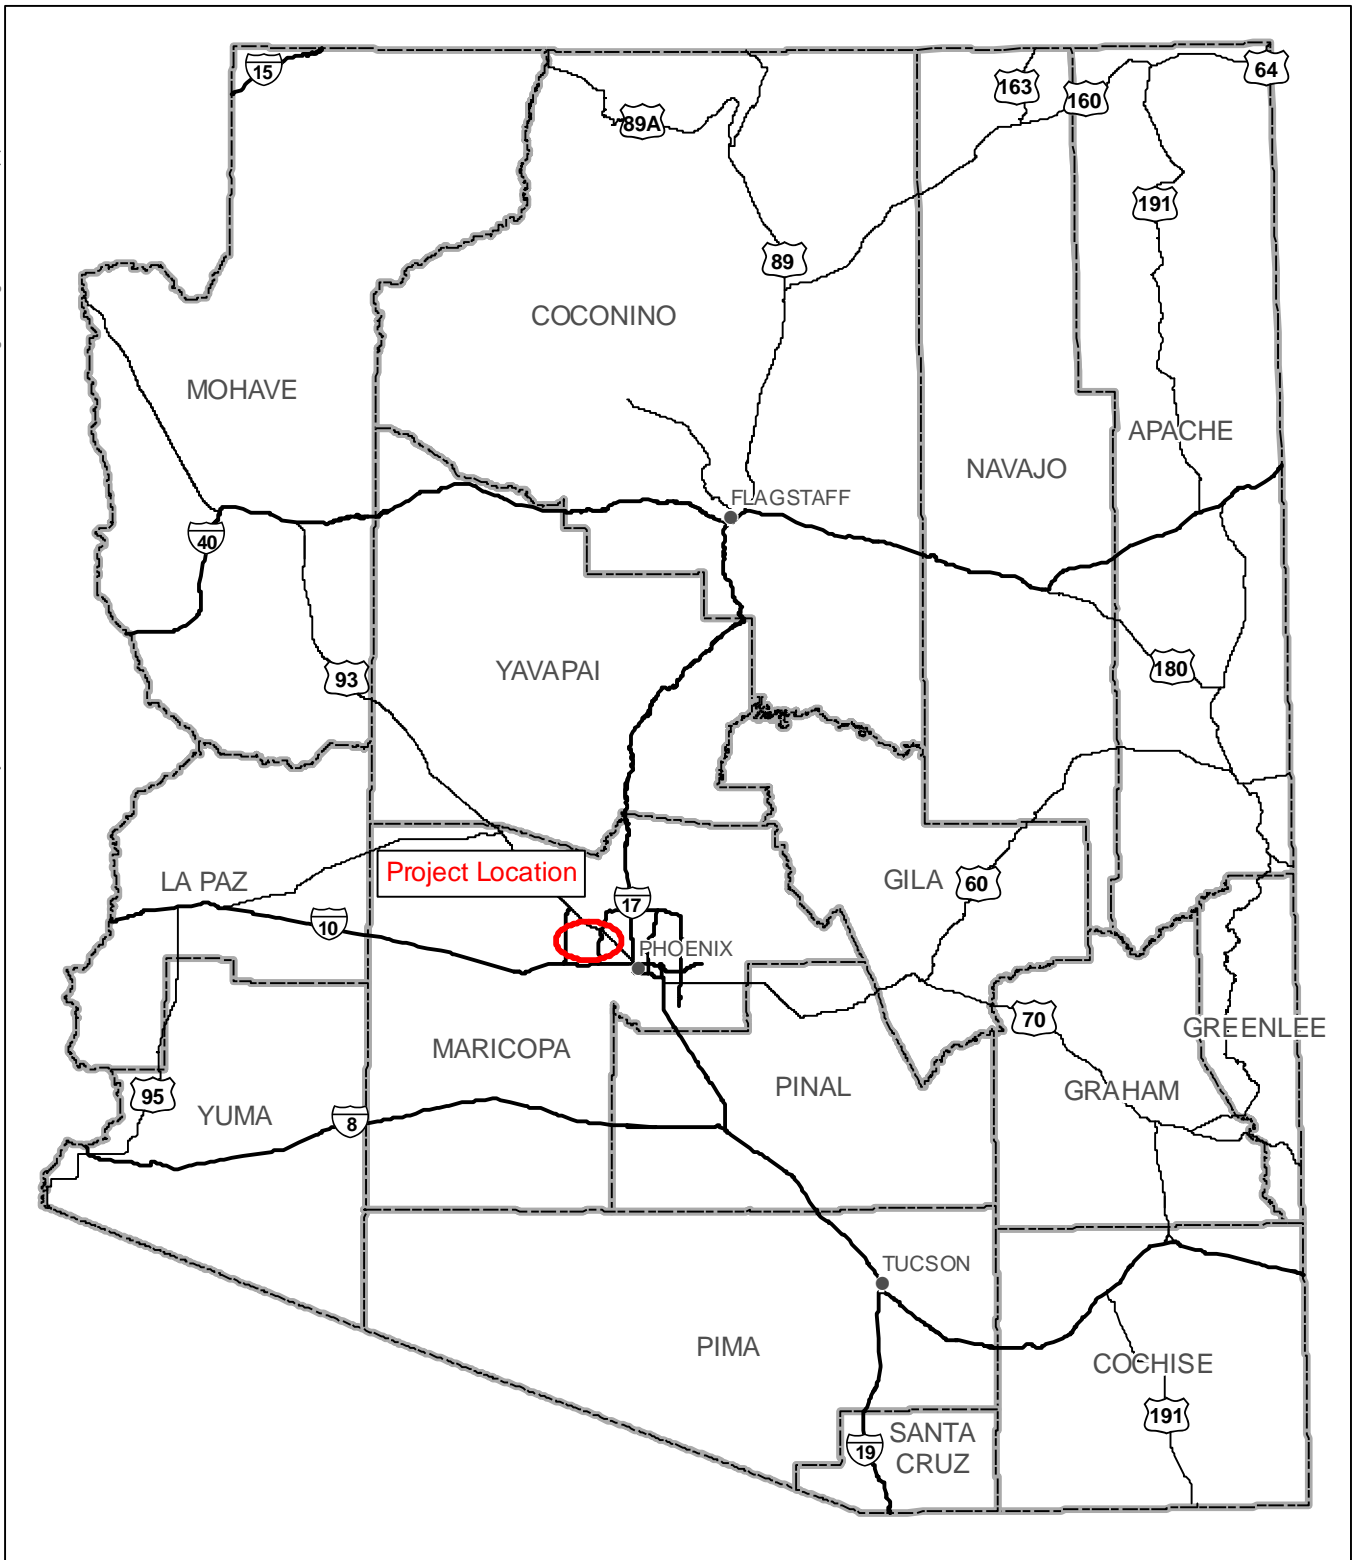 15
64
163
160
89A
191
89
COCONINO
MOHAVE
APACHE
NAVAJO
FLAGSTAFF
40
180
93
YAVAPAI
Project Location
LA PAZ
GILA
60
17
10
PHOENIX
70
GREENLEE
MARICOPA
PINAL
GRAHAM
95
YUMA
8
TUCSON
PIMA
COCHISE
191
SANTA
CRUZ
19